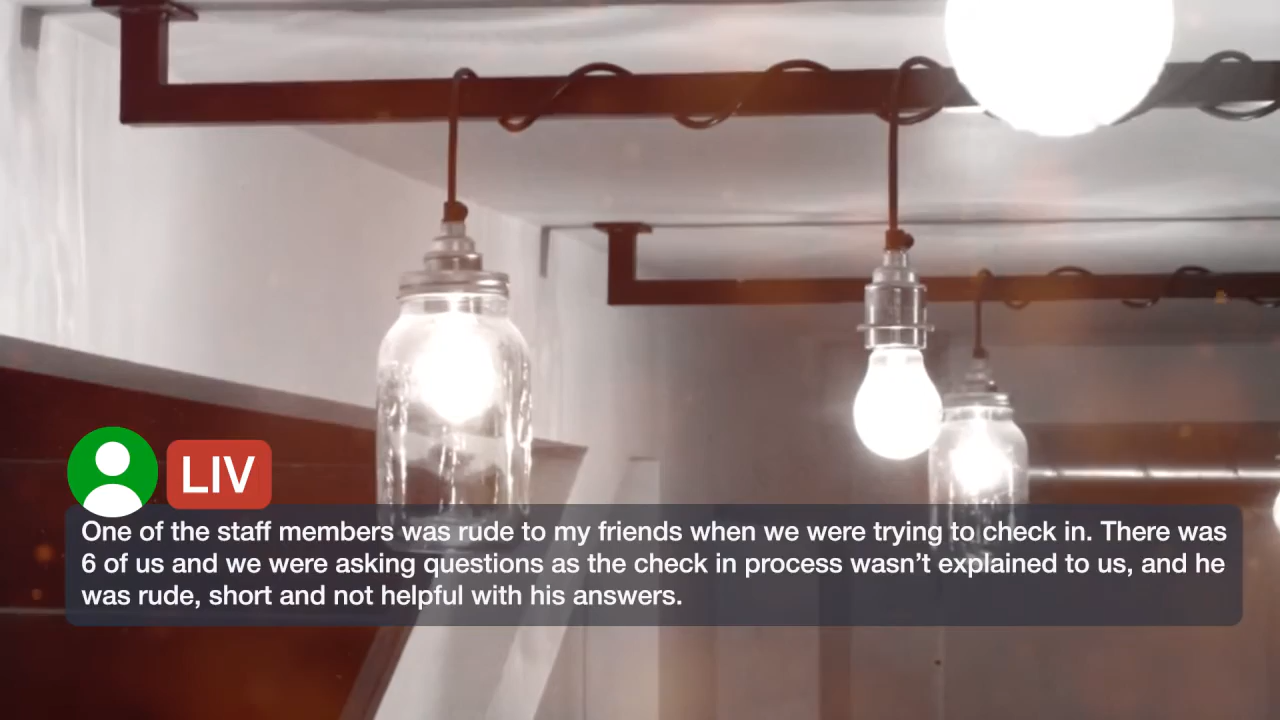 LIV
One of the staff members was rude to my friends when we were trying to check in. There was
6 of us and we were asking questions as the check in process wasn’t explained to us, and he
was rude, short and not helpful with his answers.